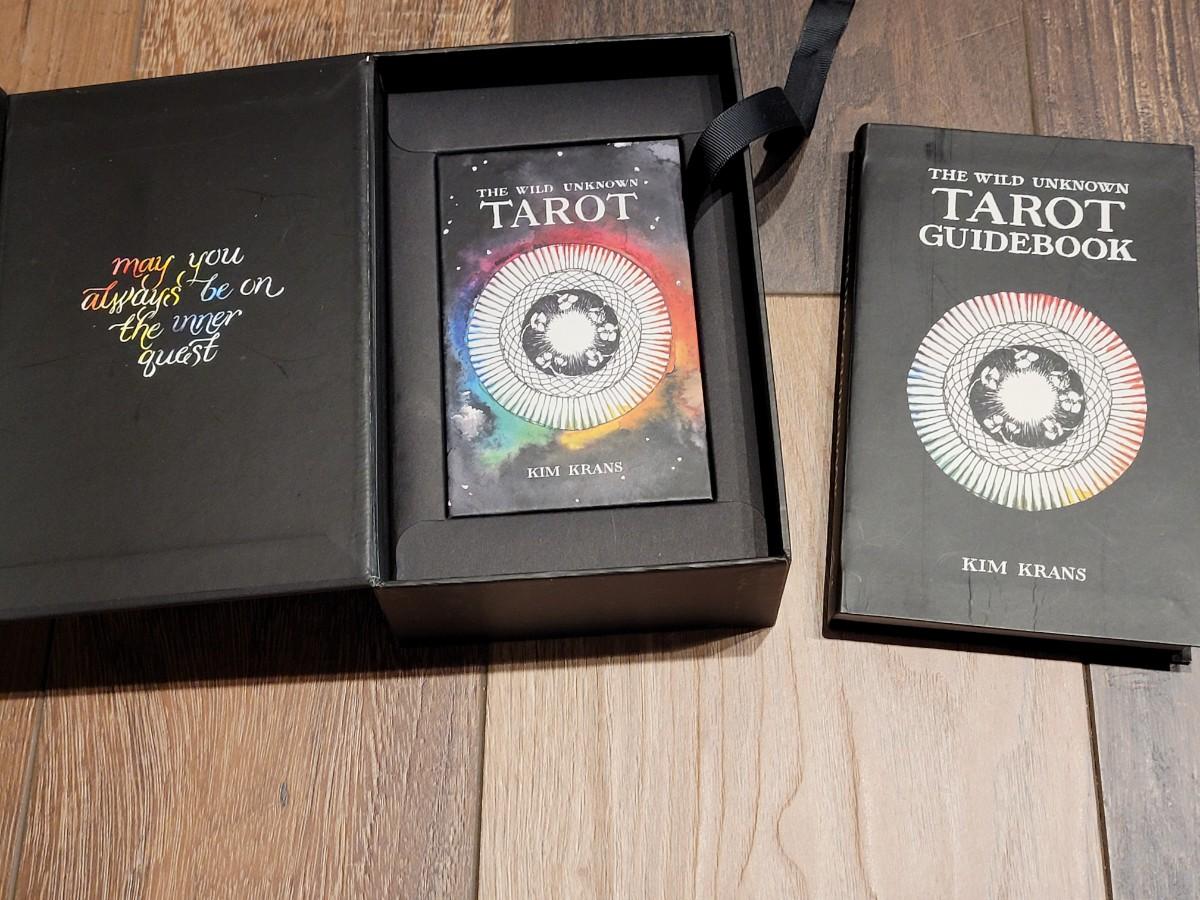 may you
always be on
the inner
quest
THE WILD UNKNOWN
TAROT
KIM KRANS
THE WILD UNKNOWN
TAROT
GUIDEBOOK
KIM KRANS